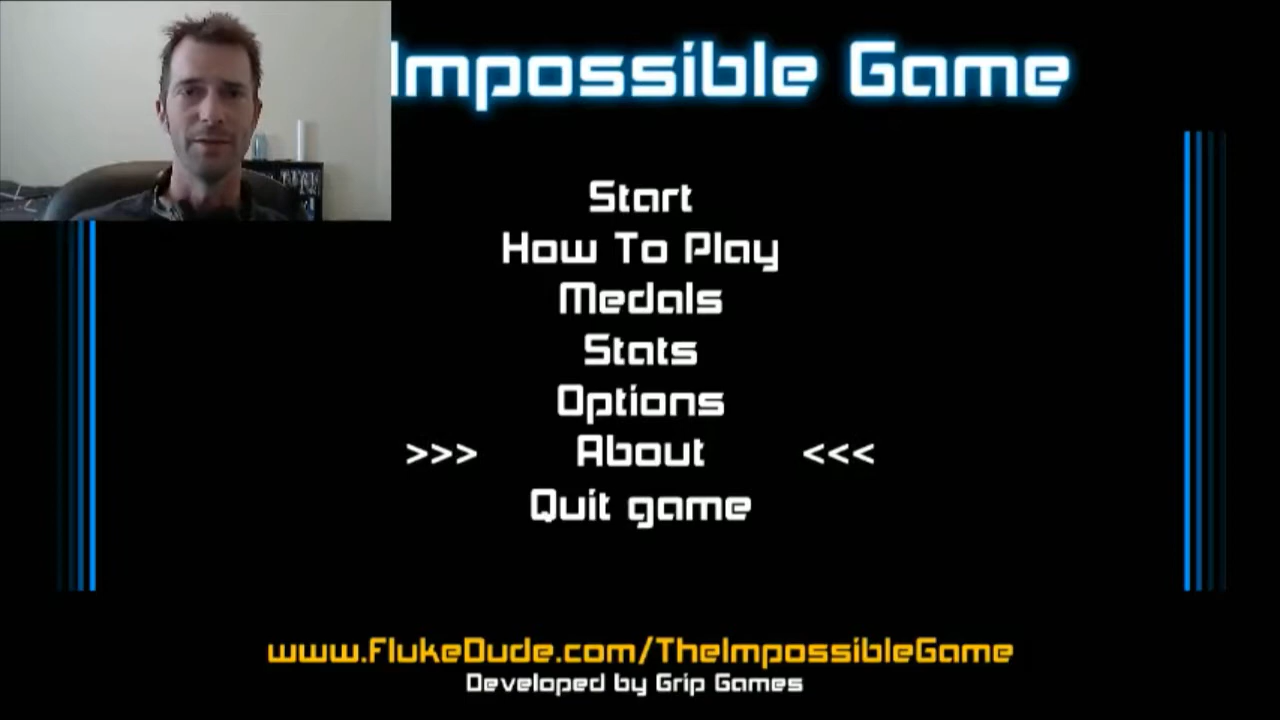 Impossible Game
Start
How To Play
Medals
Stats
Options
>>> About <<<
Quit game
www.FlukeDude.com/TheImpossibleGame
Developed by Grip Games